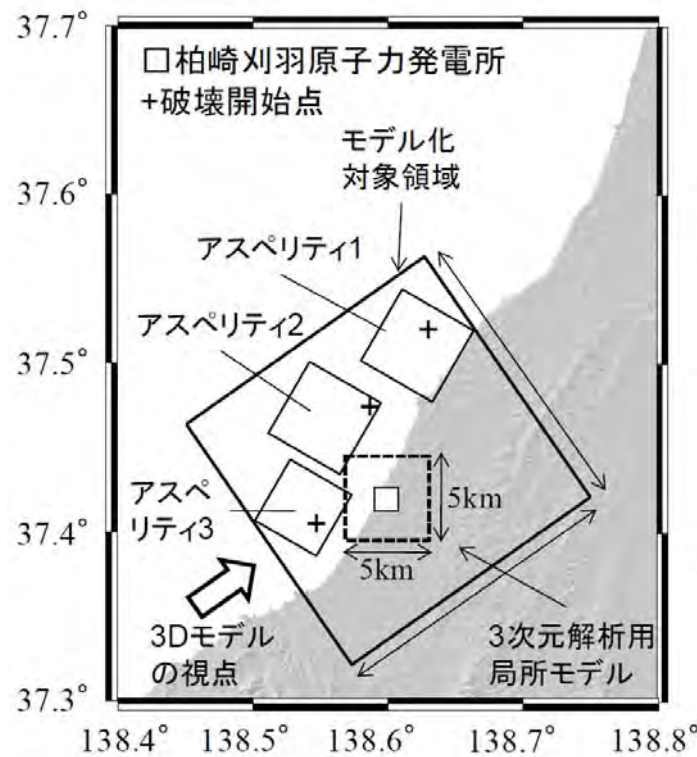 37.7°
□柏崎刈羽原子力発電所
+破壊開始点
モデル化
対象領域
37.6°
アスペリティ1
アスペリティ2
37.5°
アスペ
リティ3
5km
37.4°
5km
3Dモデル
の視点
3次元解析用
局所モデル
37.3°
138.4° 138.5° 138.6° 138.7° 138.8°